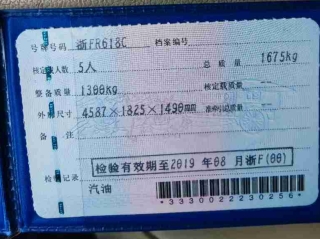 号牌号码 浙FR618C 档案编号
核定载人数 5人 总质量 1675kg
整备质量 1300kg 核定载质量 --
外廓尺寸 4587×1825×1490mm 准牵引总质量 --
备注
检验有效期至2019年08月浙F(00)
检验记录
汽油
*3330022230256*